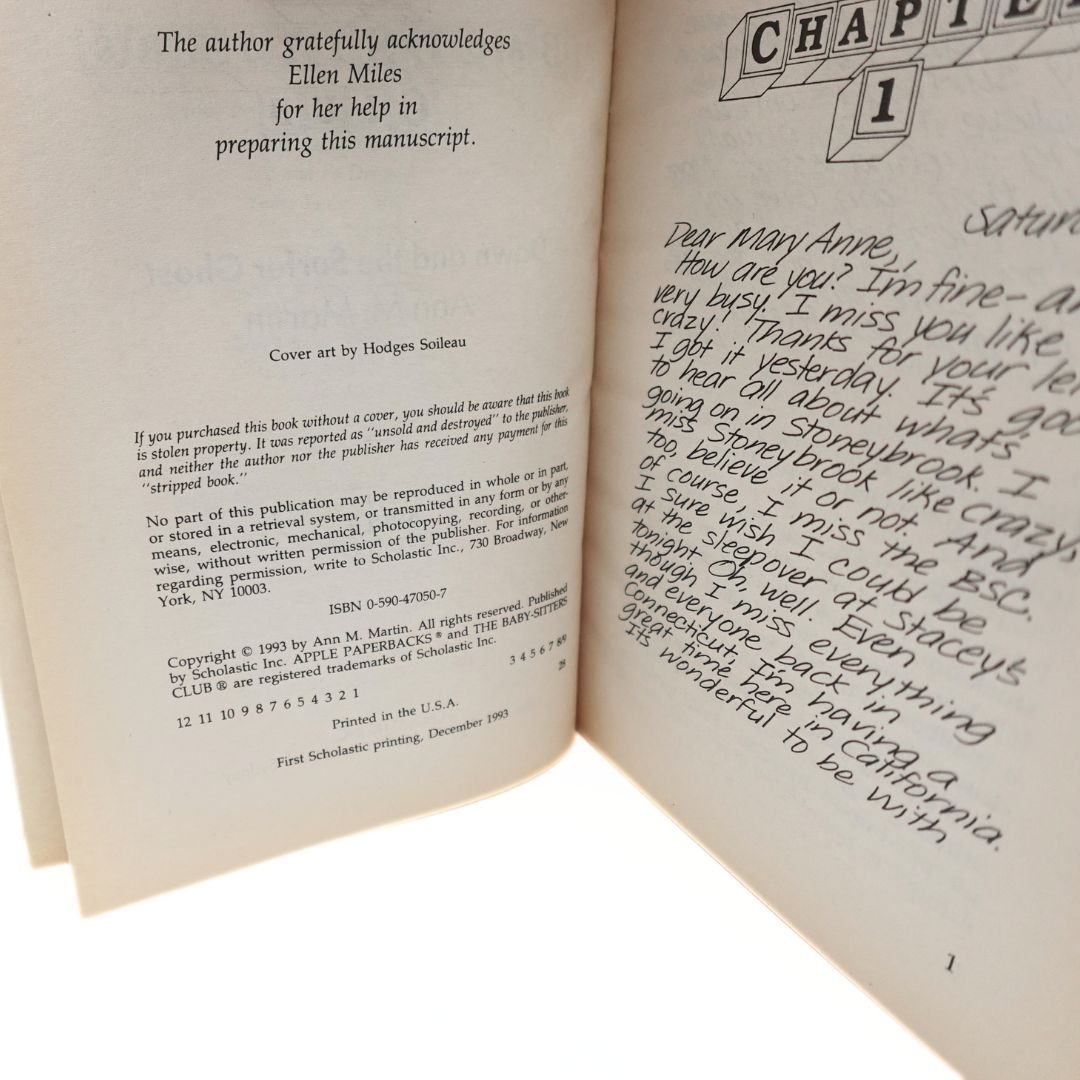 The author gratefully acknowledges
Ellen Miles
for her help in
preparing this manuscript.
Cover art by Hodges Soileau
If you purchased this book without a cover, you should be aware that this book
is stolen property. It was reported as "unsold and destroyed" to the publisher,
and neither the author nor the publisher has received any payment for this
"stripped book."
No part of this publication may be reproduced in whole or in part,
or stored in a retrieval system, or transmitted in any form or by any
means, electronic, mechanical, photocopying, recording, or other-
wise, without written permission of the publisher. For information
regarding permission, write to Scholastic Inc., 730 Broadway, New
York, NY 10003.
ISBN 0-590-47050-7
Copyright © 1993 by Ann M. Martin. All rights reserved. Published
by Scholastic Inc. APPLE PAPERBACKS ® and THE BABY-SITTERS
CLUB ® are registered trademarks of Scholastic Inc.
12 11 10 9 8 7 6 5 4 3 2 1
3 4 5 6 7 8/9
28
Printed in the U.S.A.
First Scholastic printing, December 1993
CHAPTE
1
Satur
Dear Mary Anne,
How are you? I'm fine- an
very busy. I miss you like
crazy! Thanks for your le
I got it yesterday. It's goo
to hear all about what's
going on in Stoneybrook. I
miss Stoneybrook like crazy,
too, believe it or not. And
of course, I miss the BSC.
I sure wish I could be
at the sleepover at Stacey's
tonight. Oh, well. Even
though I miss everything
and everyone back in
Connecticut, I'm having a
great time here in California.
It's wonderful to be with
1